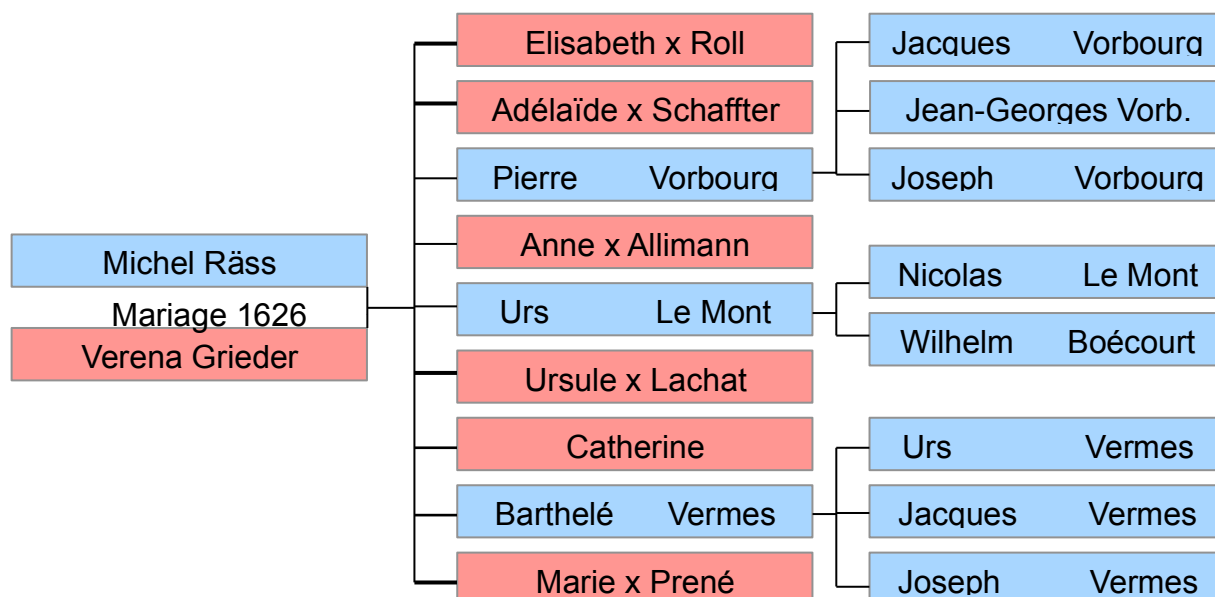 Michel Räss
Mariage 1626
Verena Grieder
Elisabeth x Roll
Adélaïde x Schaffter
Pierre Vorbourg
Anne x Allimann
Urs Le Mont
Ursule x Lachat
Catherine
Barthelé Vermes
Marie x Prené
Jacques Vorbourg
Jean-Georges Vorb.
Joseph Vorbourg
Nicolas Le Mont
Wilhelm Boécourt
Urs Vermes
Jacques Vermes
Joseph Vermes